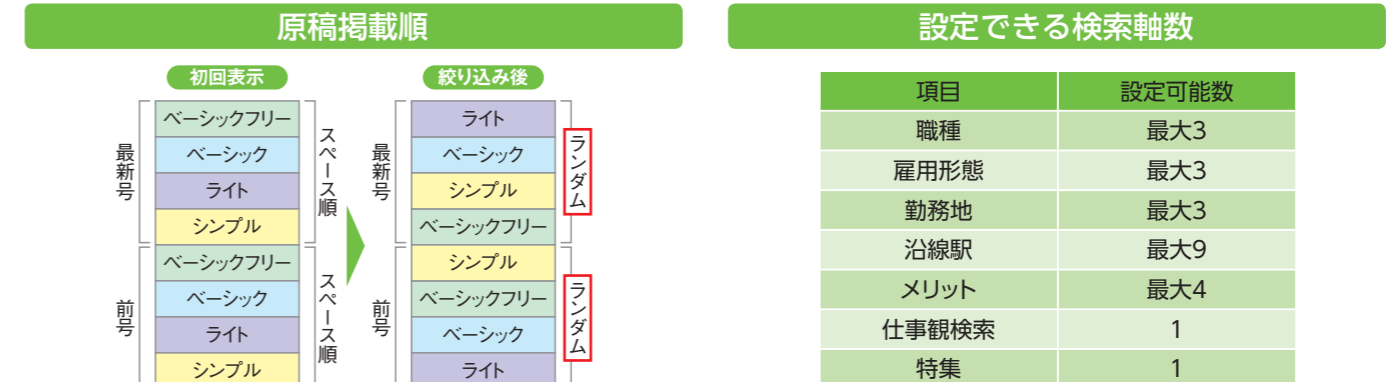 原稿掲載順
初回表示
最新号
ベーシックフリー
ベーシック
ライト
シンプル
スペース順
前号
ベーシックフリー
ベーシック
ライト
シンプル
スペース順
絞り込み後
最新号
ライト
ベーシック
シンプル
ベーシックフリー
ランダム
前号
シンプル
ベーシックフリー
ベーシック
ライト
ランダム
設定できる検索軸数
項目 設定可能数
職種 最大3
雇用形態 最大3
勤務地 最大3
沿線駅 最大9
メリット 最大4
仕事観検索 1
特集 1